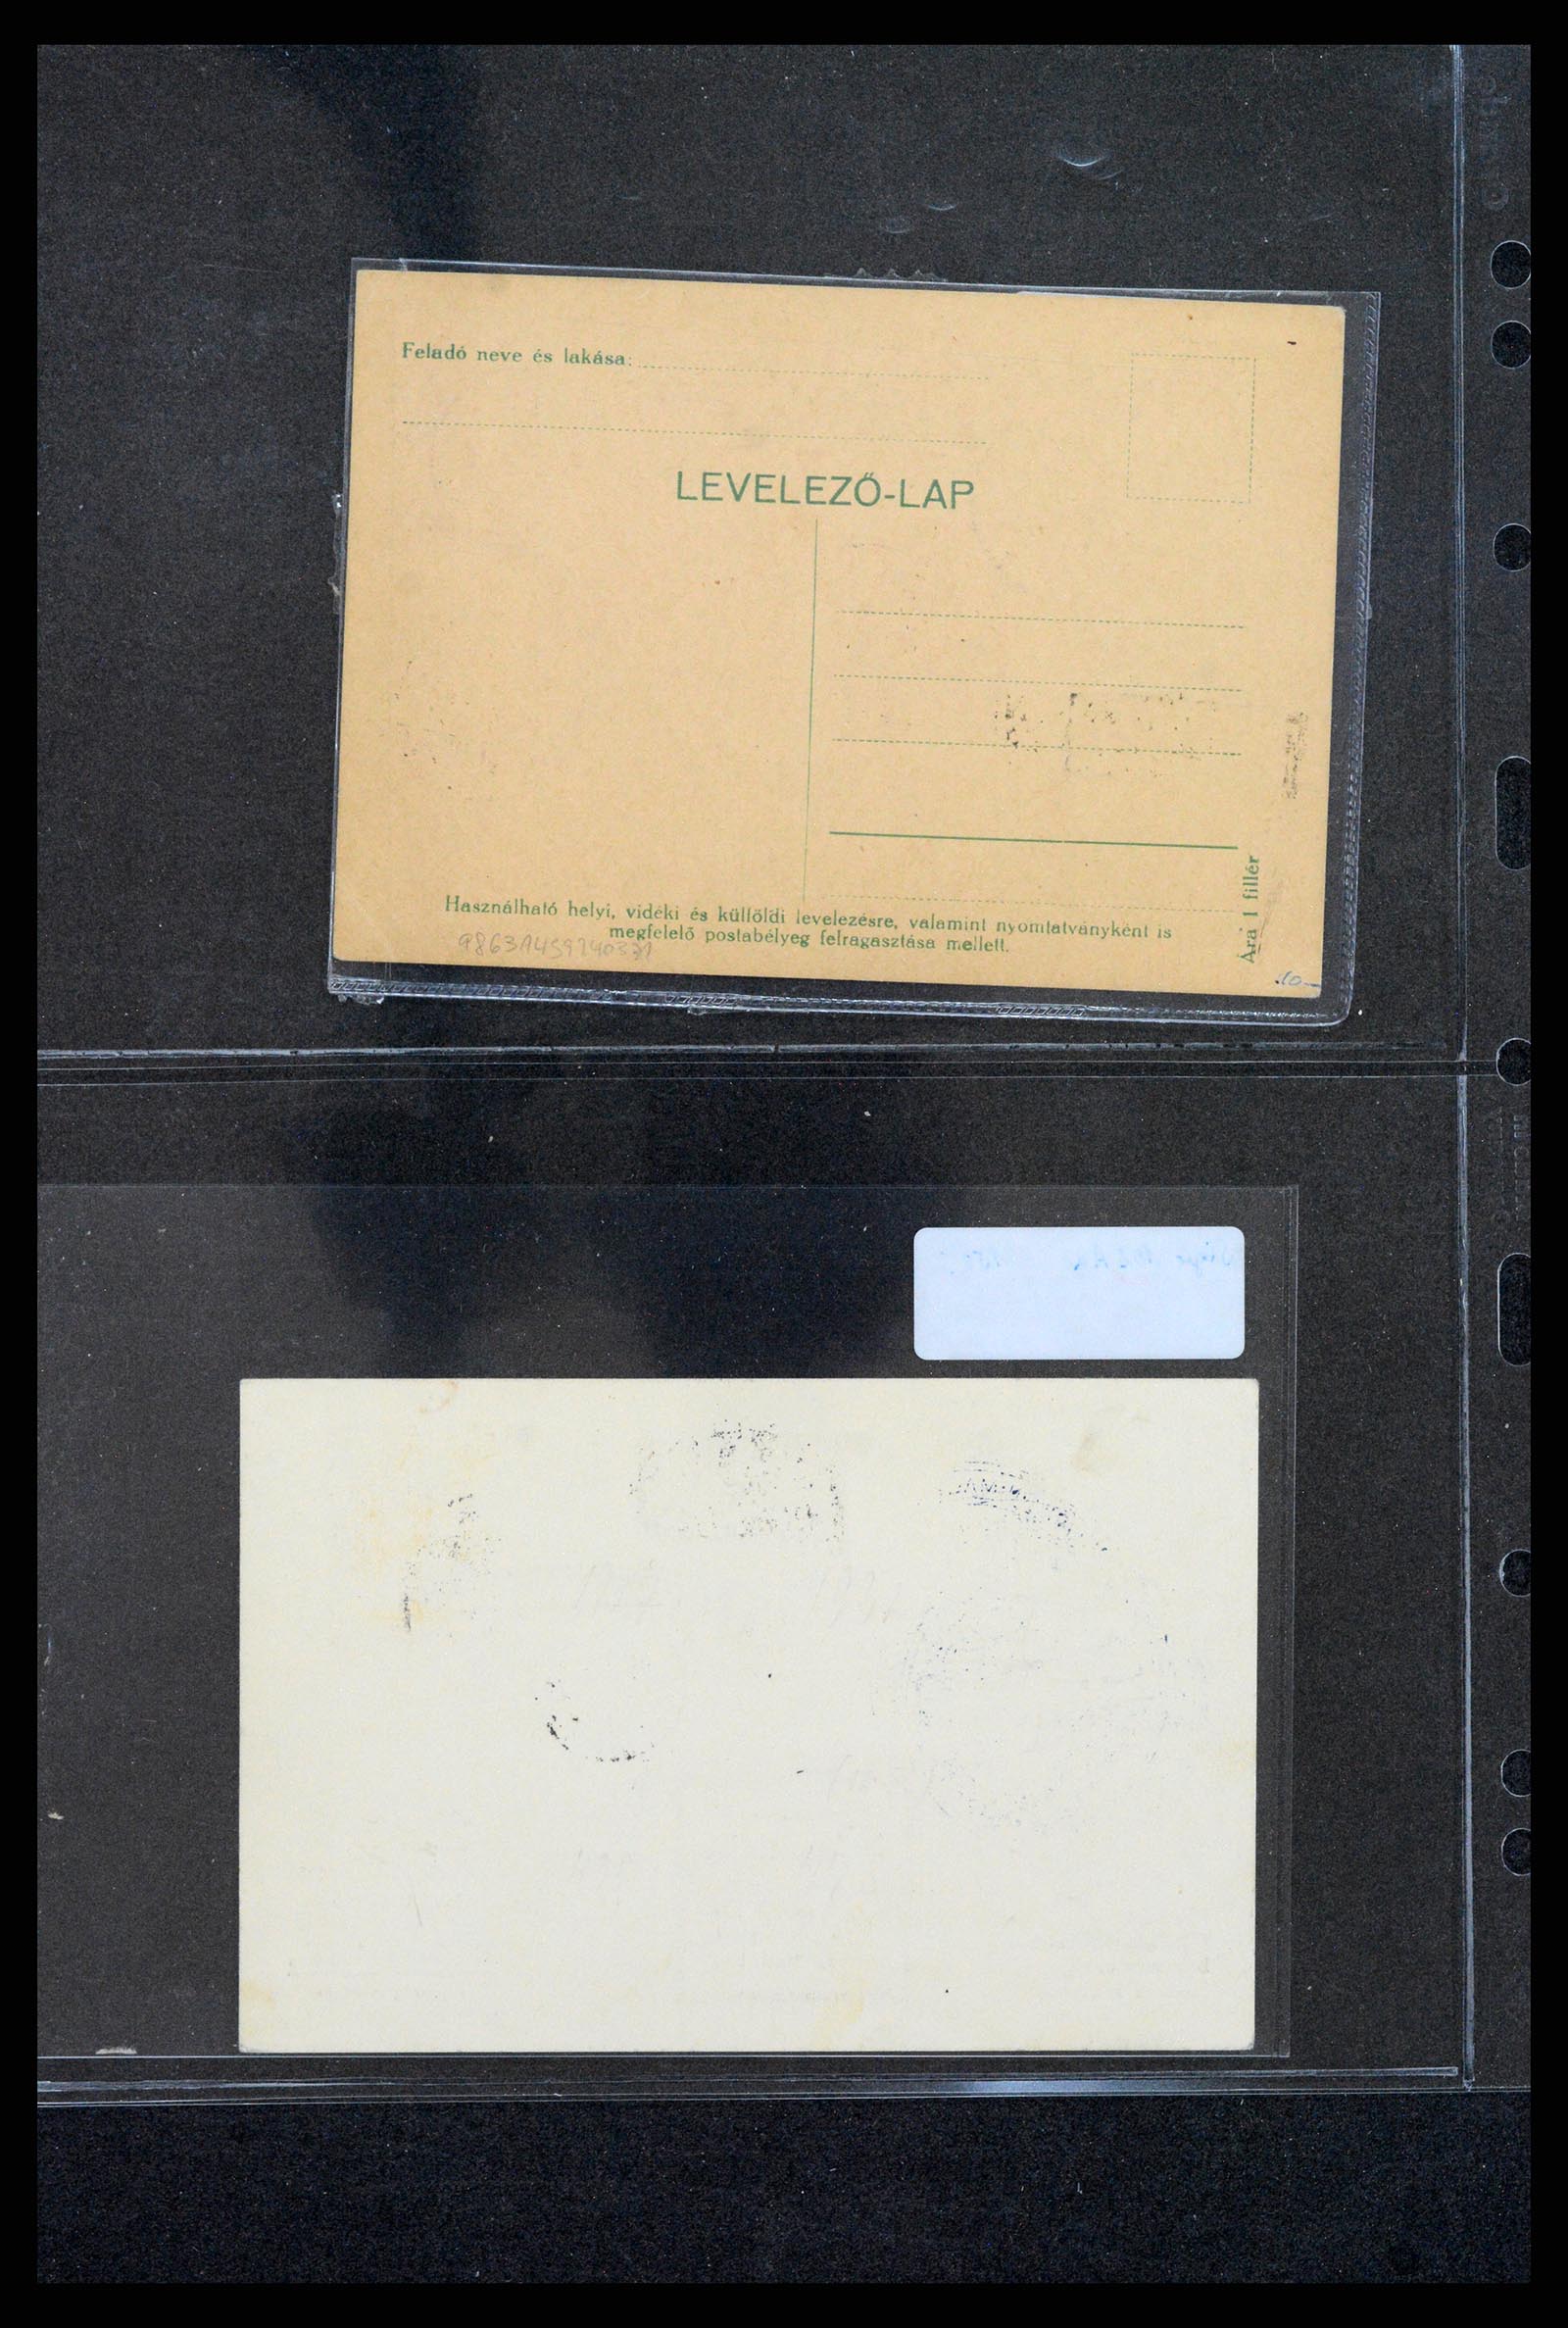 Feladó neve és lakása:
LEVELEZŐ-LAP
Ára 1 fillér
Használható helyi, vidéki és külföldi levelezésre, valamint nyomtatványként is
megfelelő postabélyeg felragasztása mellett.
.10.-